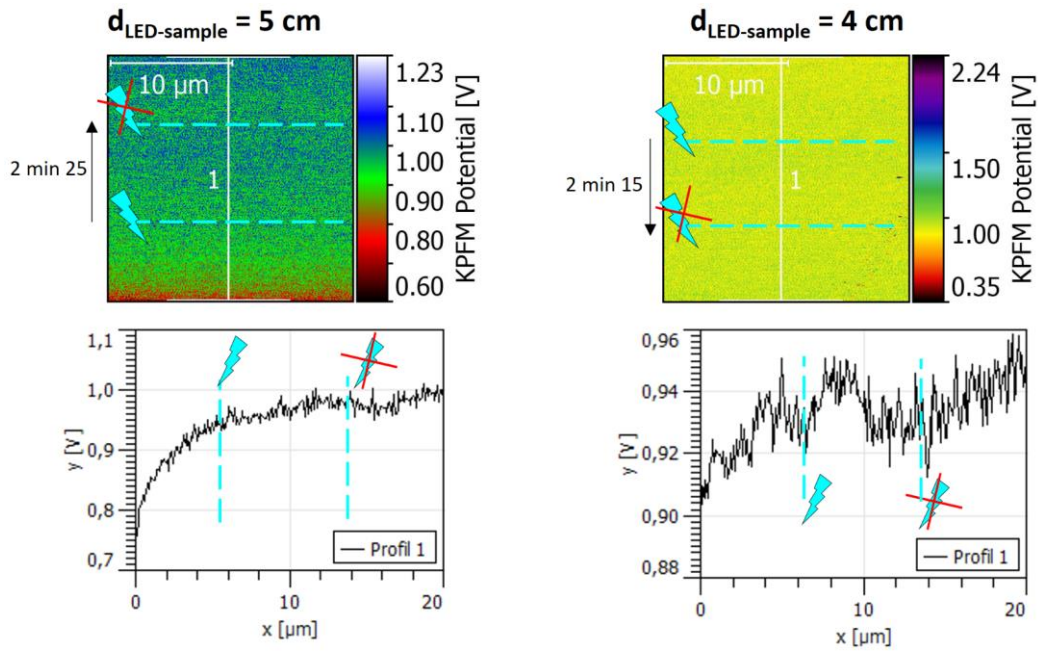 d_LED-sample = 5 cm
10 µm
1
2 min 25
1.23
1.10
1.00
0.90
0.80
0.60
KPFM Potential [V]
d_LED-sample = 4 cm
10 µm
1
2 min 15
2.24
1.50
1.00
0.35
KPFM Potential [V]
1,1
1,0
0,9
0,8
0,7
y [V]
Profil 1
0
10
20
x [µm]
0,96
0,94
0,92
0,90
0,88
y [V]
Profil 1
0
10
20
x [µm]